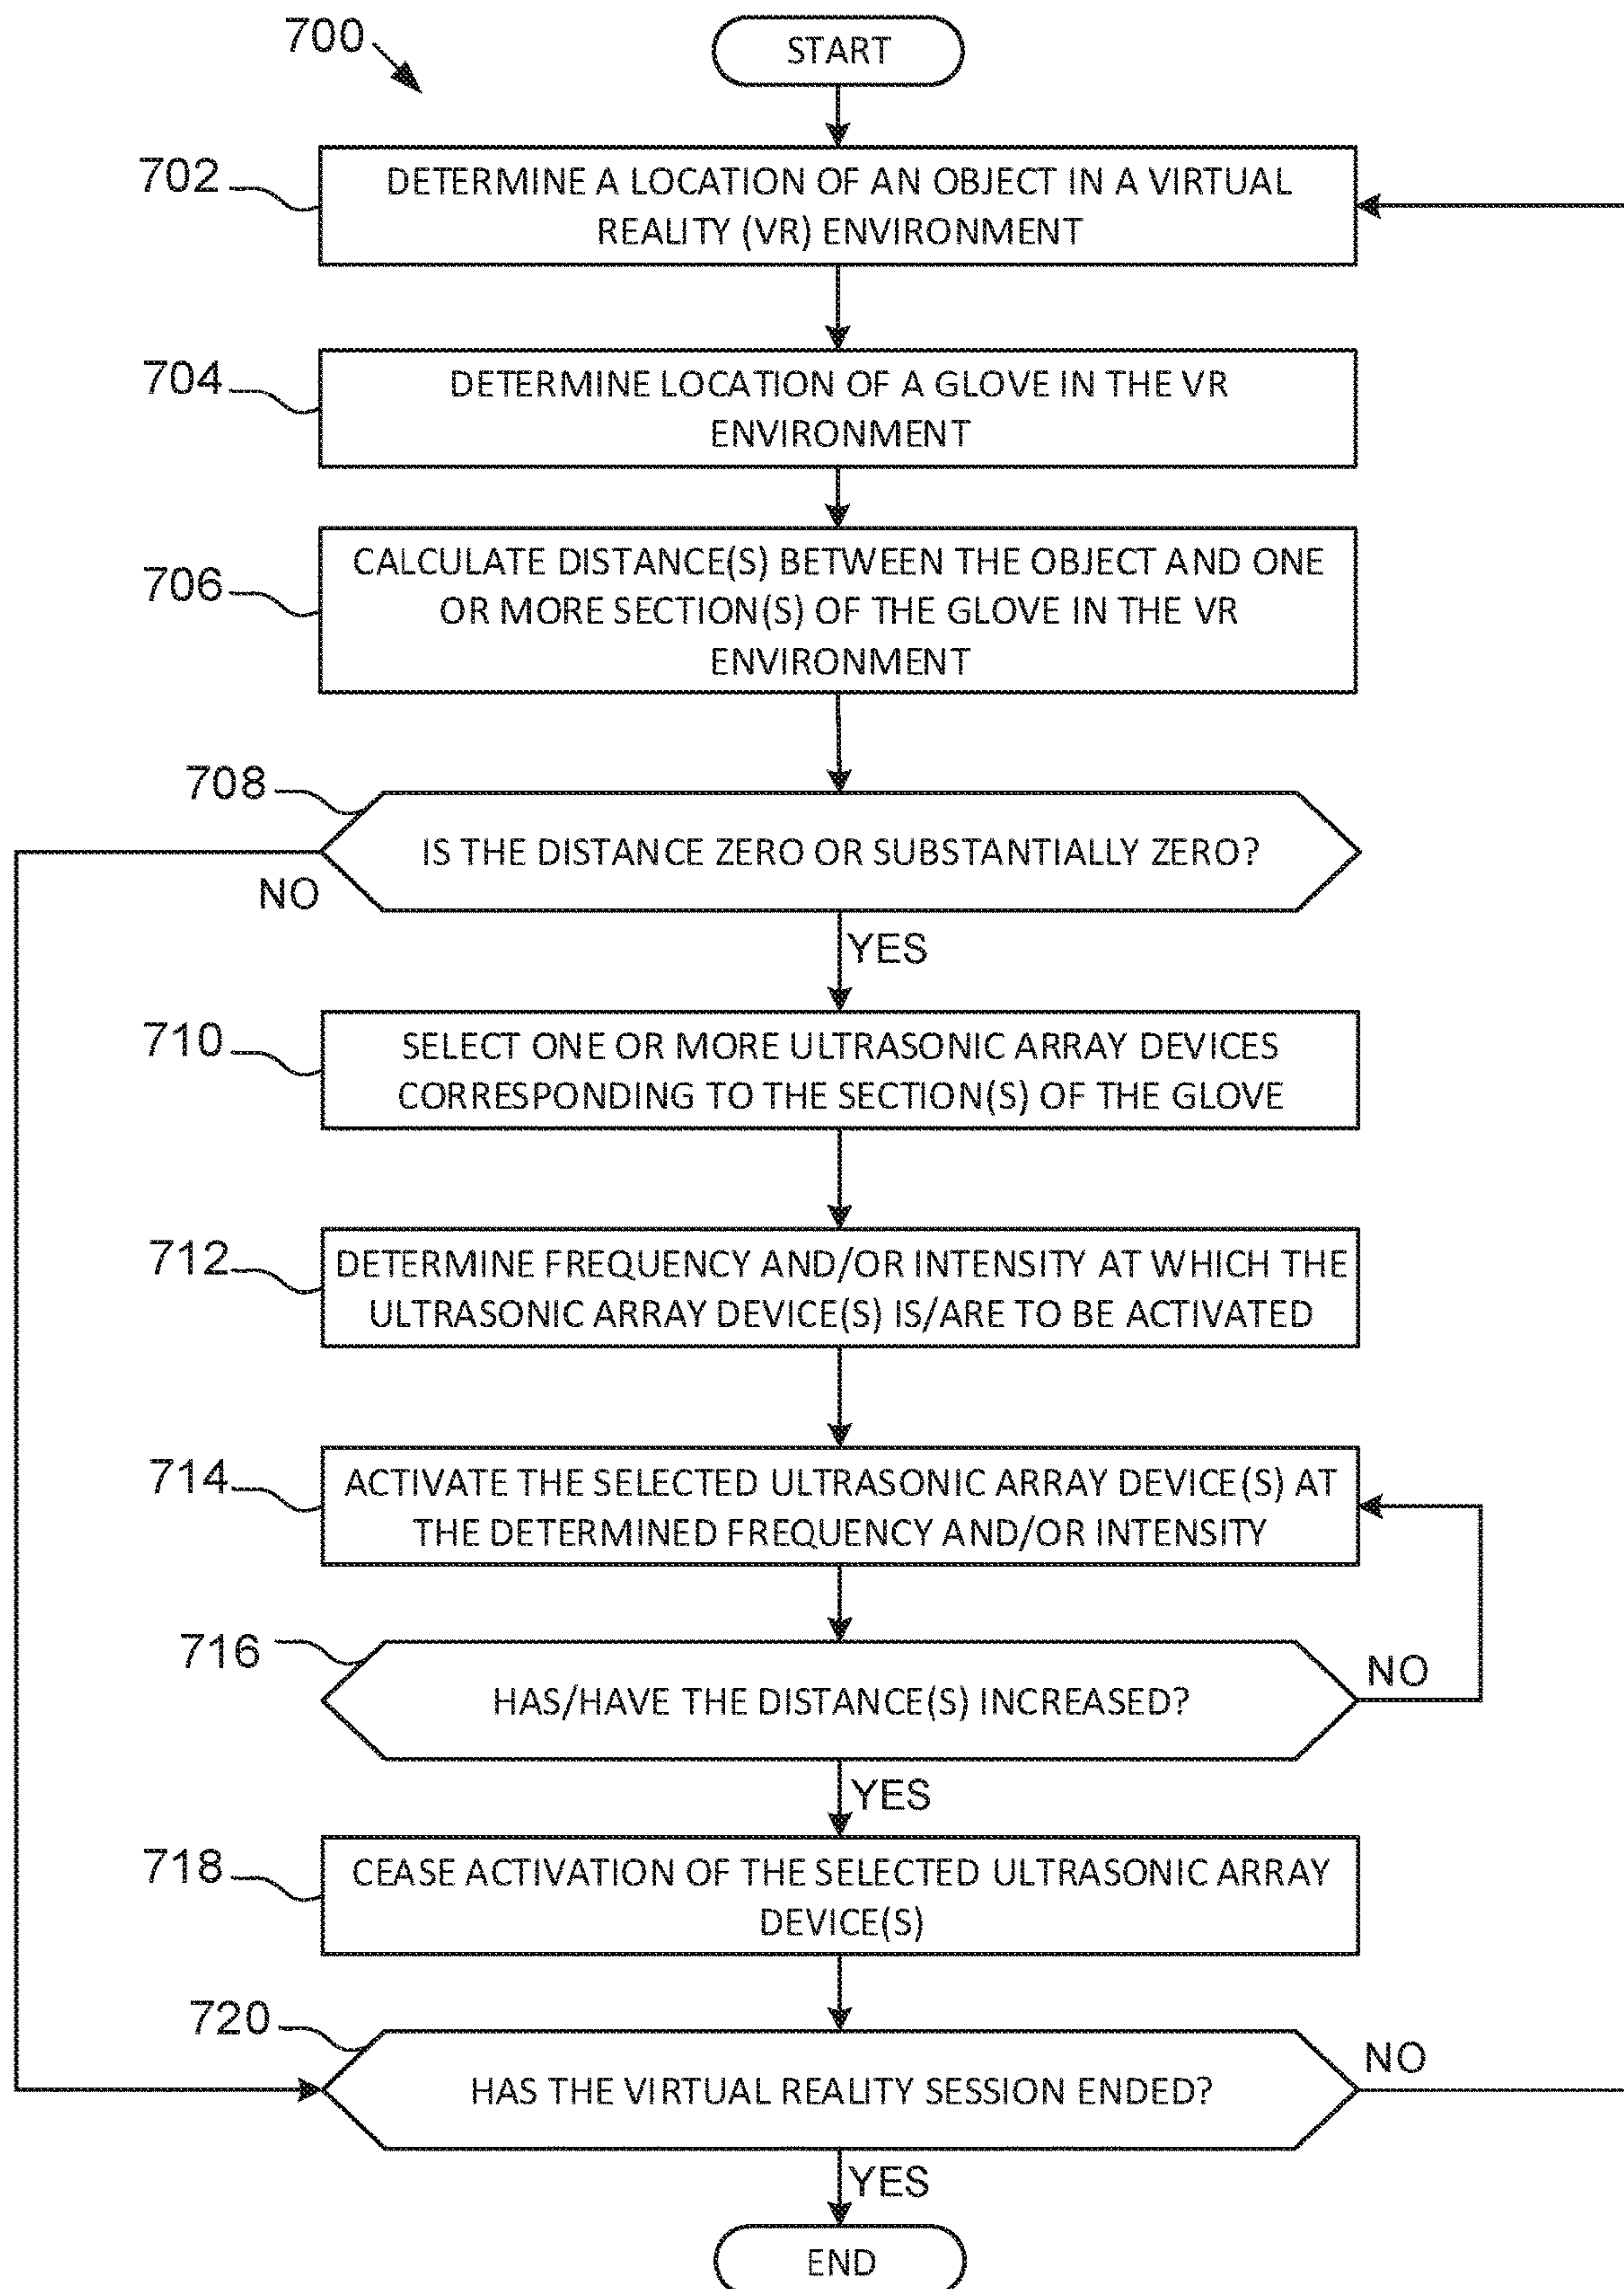 700
START
702
DETERMINE A LOCATION OF AN OBJECT IN A VIRTUAL
REALITY (VR) ENVIRONMENT
704
DETERMINE LOCATION OF A GLOVE IN THE VR
ENVIRONMENT
706
CALCULATE DISTANCE(S) BETWEEN THE OBJECT AND ONE
OR MORE SECTION(S) OF THE GLOVE IN THE VR
ENVIRONMENT
708
IS THE DISTANCE ZERO OR SUBSTANTIALLY ZERO?
NO
YES
710
SELECT ONE OR MORE ULTRASONIC ARRAY DEVICES
CORRESPONDING TO THE SECTION(S) OF THE GLOVE
712
DETERMINE FREQUENCY AND/OR INTENSITY AT WHICH THE
ULTRASONIC ARRAY DEVICE(S) IS/ARE TO BE ACTIVATED
714
ACTIVATE THE SELECTED ULTRASONIC ARRAY DEVICE(S) AT
THE DETERMINED FREQUENCY AND/OR INTENSITY
716
HAS/HAVE THE DISTANCE(S) INCREASED?
NO
YES
718
CEASE ACTIVATION OF THE SELECTED ULTRASONIC ARRAY
DEVICE(S)
720
HAS THE VIRTUAL REALITY SESSION ENDED?
NO
YES
END